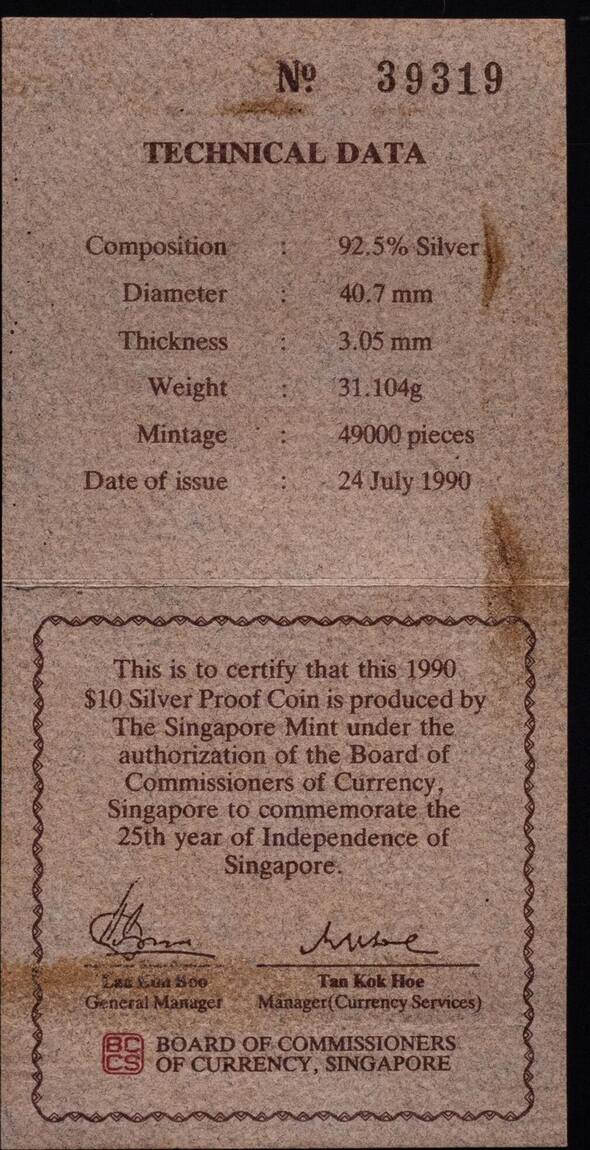 Nº 39319
TECHNICAL DATA
Composition : 92.5% Silver
Diameter : 40.7 mm
Thickness : 3.05 mm
Weight : 31.104g
Mintage : 49000 pieces
Date of issue : 24 July 1990
This is to certify that this 1990
$10 Silver Proof Coin is produced by
The Singapore Mint under the
authorization of the Board of
Commissioners of Currency,
Singapore to commemorate the
25th year of Independence of
Singapore.
Tan Kok Hoe
General Manager Manager(Currency Services)
BC
CS
BOARD OF COMMISSIONERS
OF CURRENCY, SINGAPORE